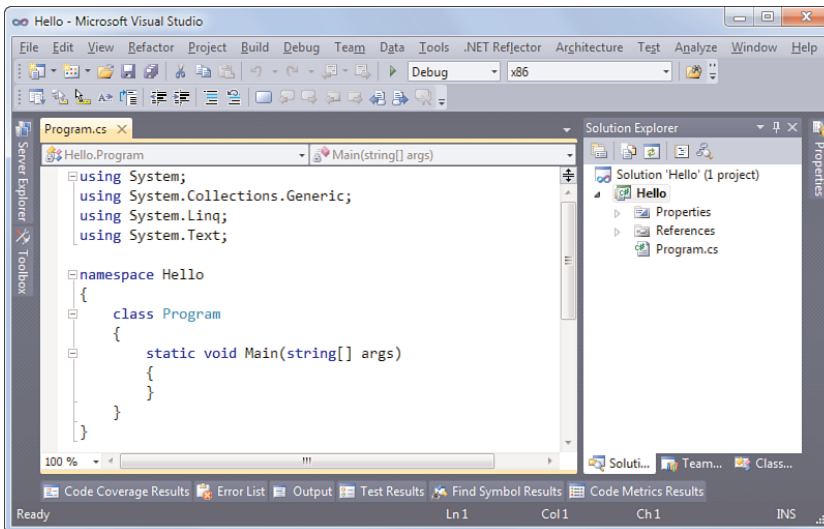 Hello - Microsoft Visual Studio
File Edit View Refactor Project Build Debug Team Data Tools .NET Reflector Architecture Test Analyze Window Help
Debug x86
Program.cs
Hello.Program Main(string[] args)
using System;
using System.Collections.Generic;
using System.Linq;
using System.Text;
namespace Hello
{
class Program
{
static void Main(string[] args)
{
}
}
}
100 %
Server Explorer
Toolbox
Solution Explorer
Solution 'Hello' (1 project)
Hello
Properties
References
Program.cs
Soluti... Team... Class...
Properties
Code Coverage Results Error List Output Test Results Find Symbol Results Code Metrics Results
Ready Ln 1 Col 1 Ch 1 INS